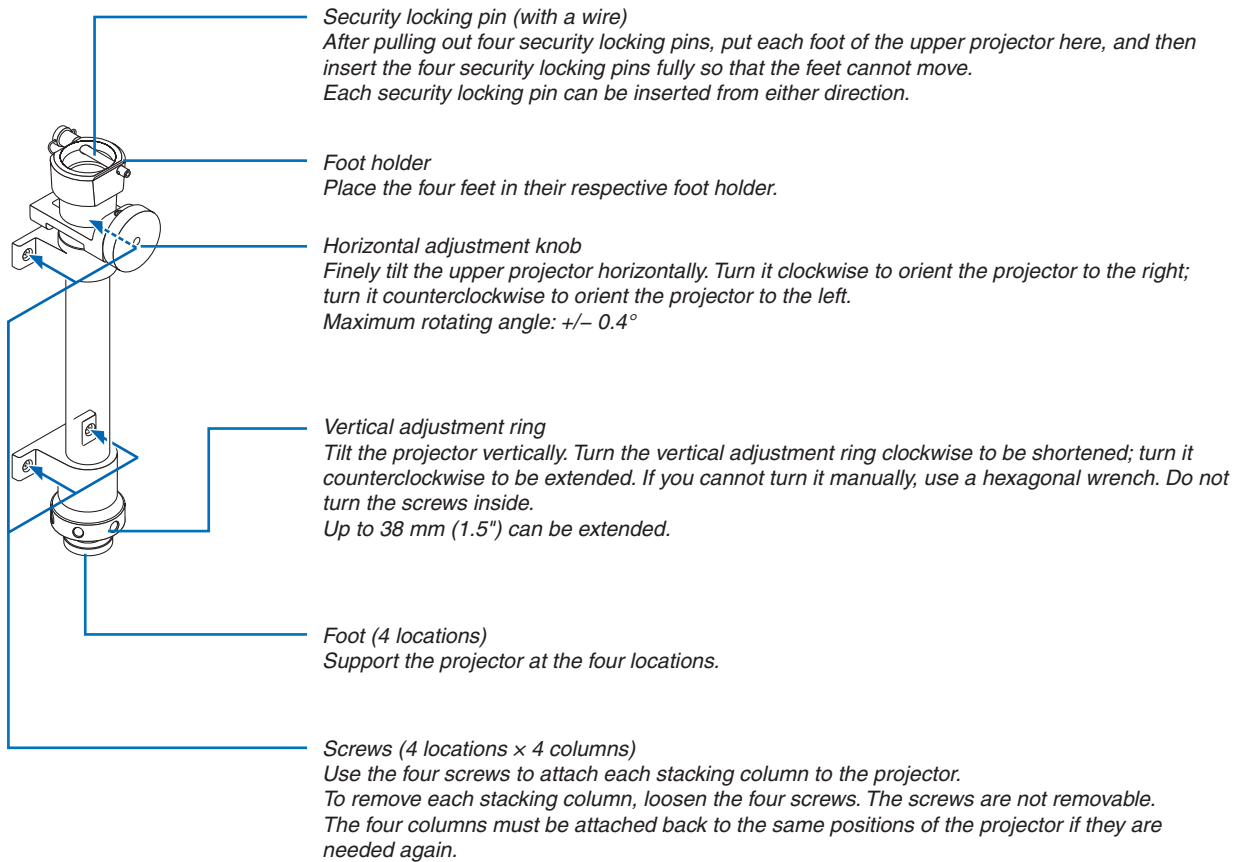 Security locking pin (with a wire)
After pulling out four security locking pins, put each foot of the upper projector here, and then
insert the four security locking pins fully so that the feet cannot move.
Each security locking pin can be inserted from either direction.
Foot holder
Place the four feet in their respective foot holder.
Horizontal adjustment knob
Finely tilt the upper projector horizontally. Turn it clockwise to orient the projector to the right;
turn it counterclockwise to orient the projector to the left.
Maximum rotating angle: +/− 0.4°
Vertical adjustment ring
Tilt the projector vertically. Turn the vertical adjustment ring clockwise to be shortened; turn it
counterclockwise to be extended. If you cannot turn it manually, use a hexagonal wrench. Do not
turn the screws inside.
Up to 38 mm (1.5") can be extended.
Foot (4 locations)
Support the projector at the four locations.
Screws (4 locations × 4 columns)
Use the four screws to attach each stacking column to the projector.
To remove each stacking column, loosen the four screws. The screws are not removable.
The four columns must be attached back to the same positions of the projector if they are
needed again.